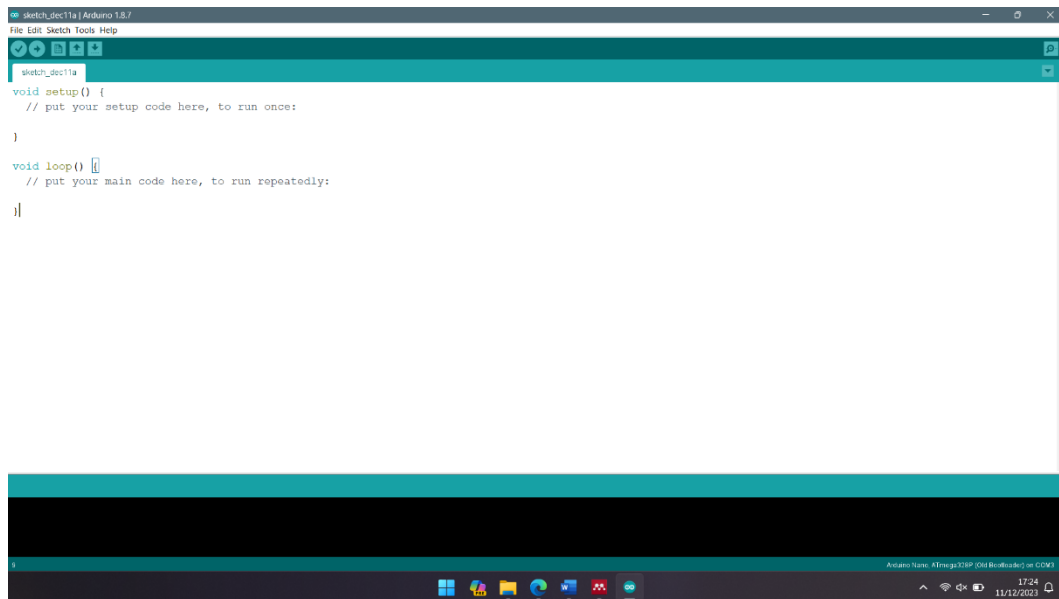 sketch_dec11a | Arduino 1.8.7
File Edit Sketch Tools Help
sketch_dec11a
void setup() {
  // put your setup code here, to run once:
}
void loop() {
  // put your main code here, to run repeatedly:
}
9
Arduino Nano, ATmega328P (Old Bootloader) on COM3
17:24
11/12/2023